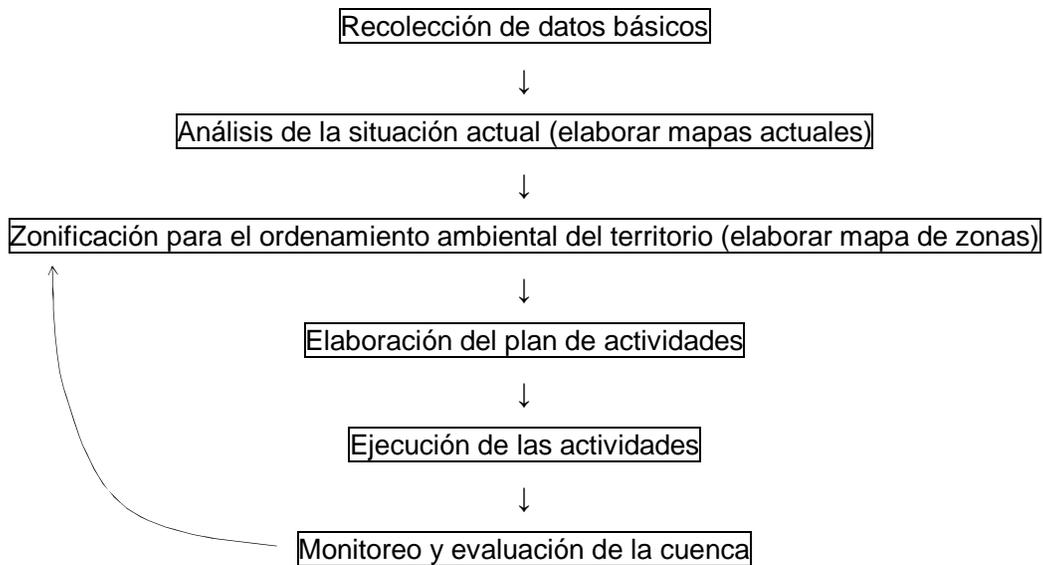 Recolección de datos básicos
↓
Análisis de la situación actual (elaborar mapas actuales)
↓
Zonificación para el ordenamiento ambiental del territorio (elaborar mapa de zonas)
↓
Elaboración del plan de actividades
↓
Ejecución de las actividades
↓
Monitoreo y evaluación de la cuenca